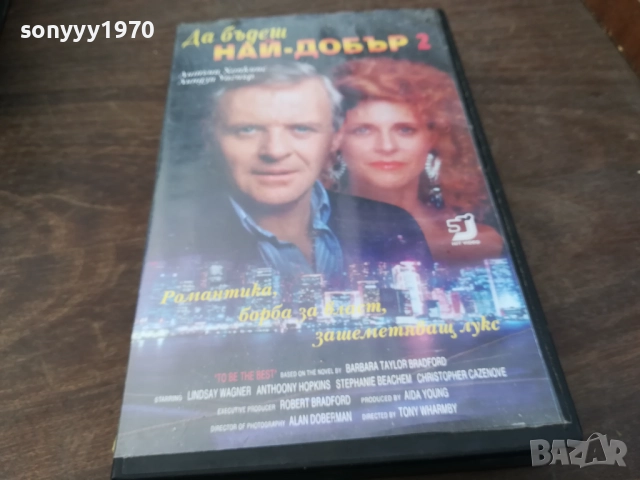 sonyyy1970
Да бъдеш
НАЙ-ДОБЪР 2
Антъни Хопкинс
Линдзи Уагнър
Романтика,
борба за власт,
зашеметяващ лукс
"TO BE THE BEST" BASED ON THE NOVEL BY BARBARA TAYLOR BRADFORD
STARRING LINDSAY WAGNER ANTHOONY HOPKINS STEPHANIE BEACHEM CHRISTOPHER CAZENOVE
EXECUTIVE PRODUCER ROBERT BRADFORD PRODUCED BY AIDA YOUNG
DIRECTOR OF PHOTOGRAPHY ALAN DOBERMAN DIRECTED BY TONY WHARMBY
BAZAR